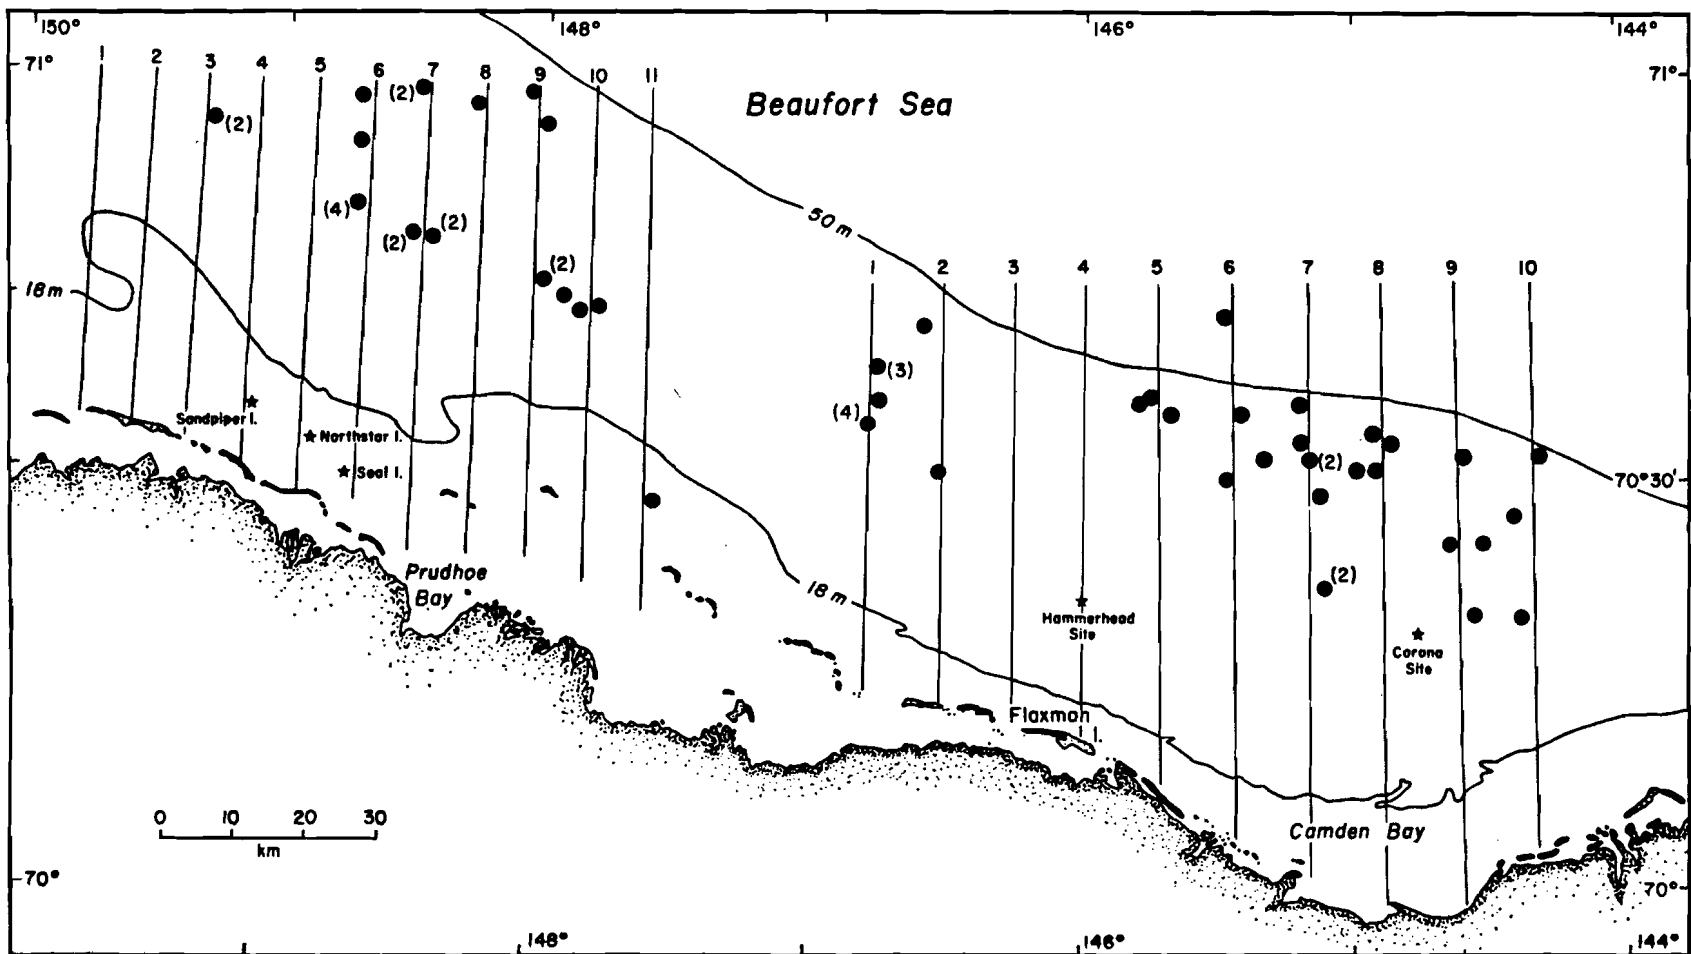 150° 148° 146° 144°
71° 71°
1 2 3 4 5 6 7 8 9 10 11
Beaufort Sea
(2) (2)
(4)
(2) (2)
50 m
(2)
1 2 3 4 5 6 7 8 9 10
18m
(3)
(4)
Sandpiper I.
Northstar I.
Seal I.
(2)
70°30'
Prudhoe
Bay
(2)
18 m
Hammerhead
Site
Corona
Site
Flaxman
I.
0 10 20 30
km
Camden Bay
70° 70°
148° 146° 144°